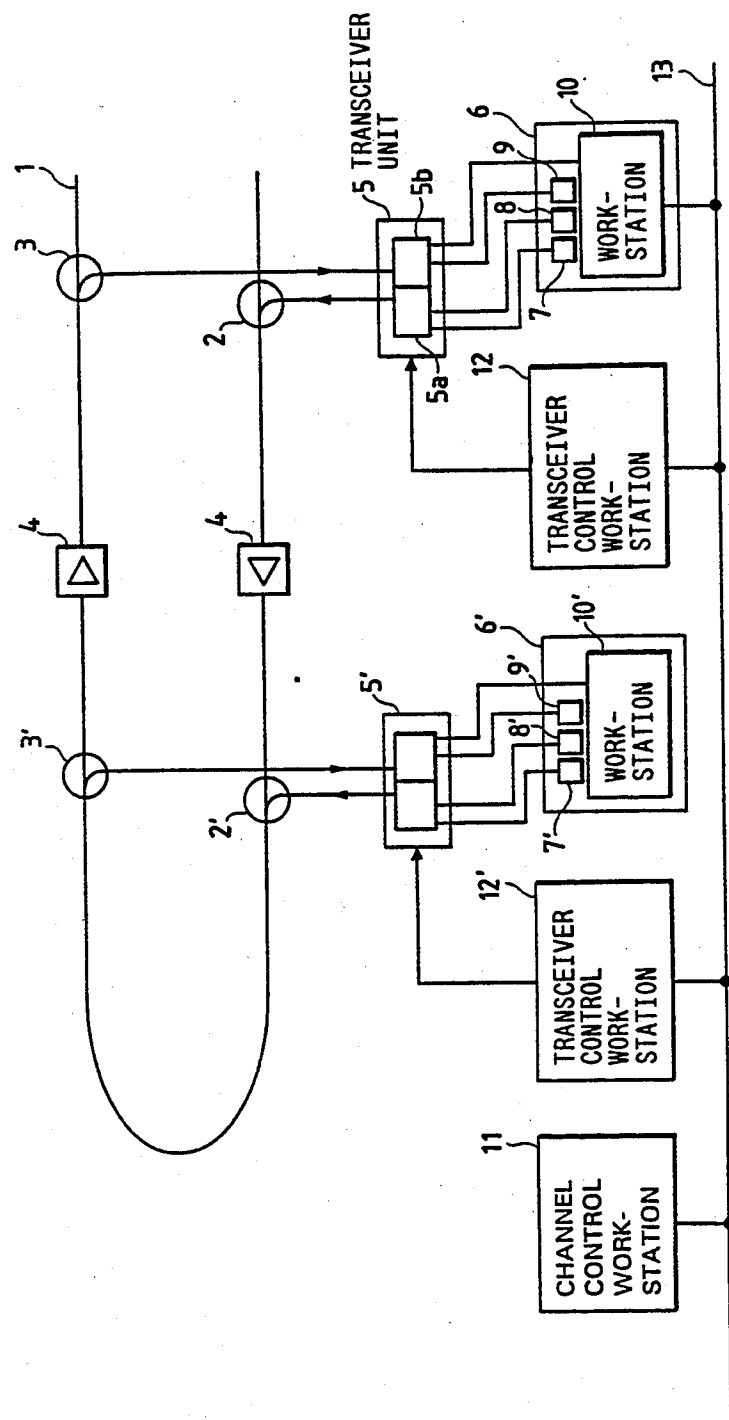 1
3
2
4
4
3'
2'
5 TRANSCEIVER
UNIT
5b
5a
5'
6
10
9
8
7
WORK-
STATION
13
12
TRANSCEIVER
CONTROL
WORK-
STATION
6'
10'
9'
8'
7'
WORK-
STATION
12'
TRANSCEIVER
CONTROL
WORK-
STATION
11
CHANNEL
CONTROL
WORK-
STATION